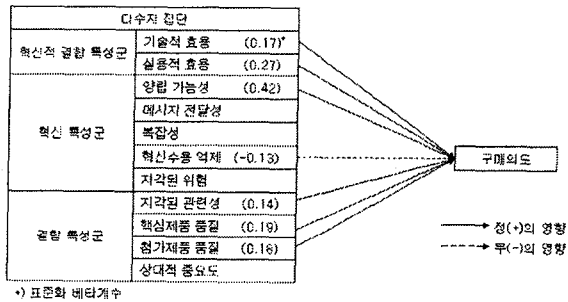 다수자 집단
혁신적 결합 특성군
기술적 효용 (0.17)*
실용적 효용 (0.27)
혁신 특성군
양립 가능성 (0.42)
메시지 전달성
복잡성
혁신수용 억제 (-0.13)
지각된 위험
결합 특성군
지각된 관련성 (0.14)
핵심제품 품질 (0.19)
첨가제품 품질 (0.18)
상대적 중요도
구매의도
정(+)의 영향
부(-)의 영향
*) 표준화 베타계수